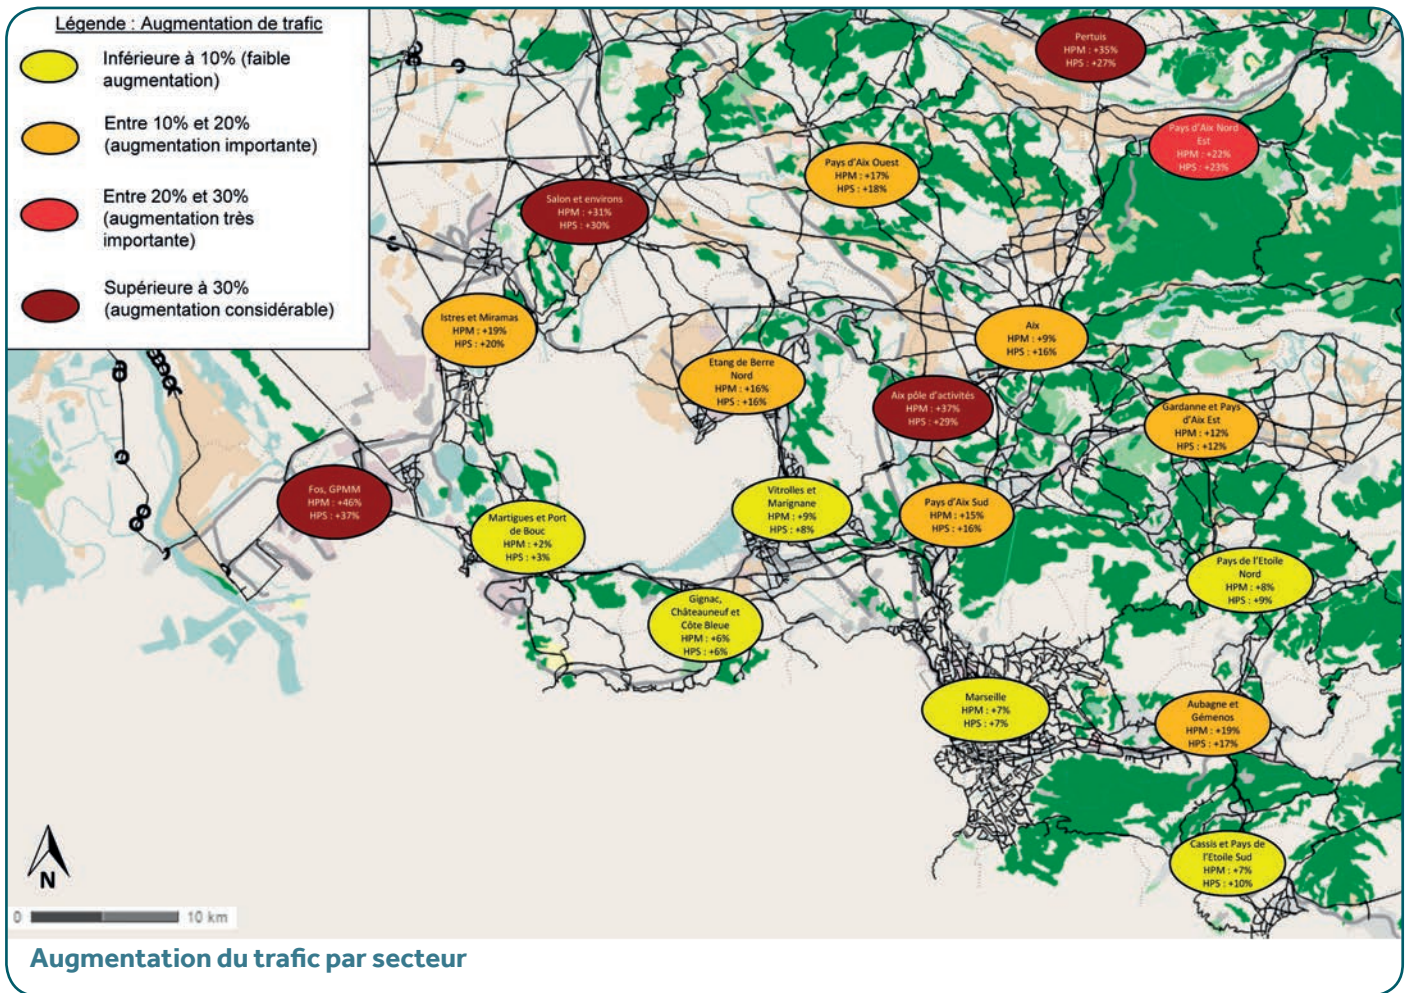 Légende : Augmentation de trafic
Inférieure à 10% (faible
augmentation)
Entre 10% et 20%
(augmentation importante)
Entre 20% et 30%
(augmentation très
importante)
Supérieure à 30%
(augmentation considérable)
Pertuis
HPM : +35%
HPS : +27%
Pays d'Aix Nord
Est
HPM : +22%
HPS : +23%
Pays d'Aix Ouest
HPM : +17%
HPS : +18%
Salon et environs
HPM : +31%
HPS : +30%
Istres et Miramas
HPM : +19%
HPS : +20%
Aix
HPM : +9%
HPS : +16%
Etang de Berre
Nord
HPM : +16%
HPS : +16%
Aix pôle d'activités
HPM : +37%
HPS : +29%
Gardanne et Pays
d'Aix Est
HPM : +12%
HPS : +12%
Fos, GPMM
HPM : +46%
HPS : +37%
Martigues et Port
de Bouc
HPM : +2%
HPS : +3%
Vitrolles et
Marignane
HPM : +9%
HPS : +8%
Pays d'Aix Sud
HPM : +15%
HPS : +16%
Pays de l'Etoile
Nord
HPM : +8%
HPS : +9%
Gignac,
Châteauneuf et
Côte Bleue
HPM : +6%
HPS : +6%
Marseille
HPM : +7%
HPS : +7%
Aubagne et
Gémenos
HPM : +19%
HPS : +17%
Cassis et Pays de
l'Etoile Sud
HPM : +7%
HPS : +10%
N
0 10 km
Augmentation du trafic par secteur